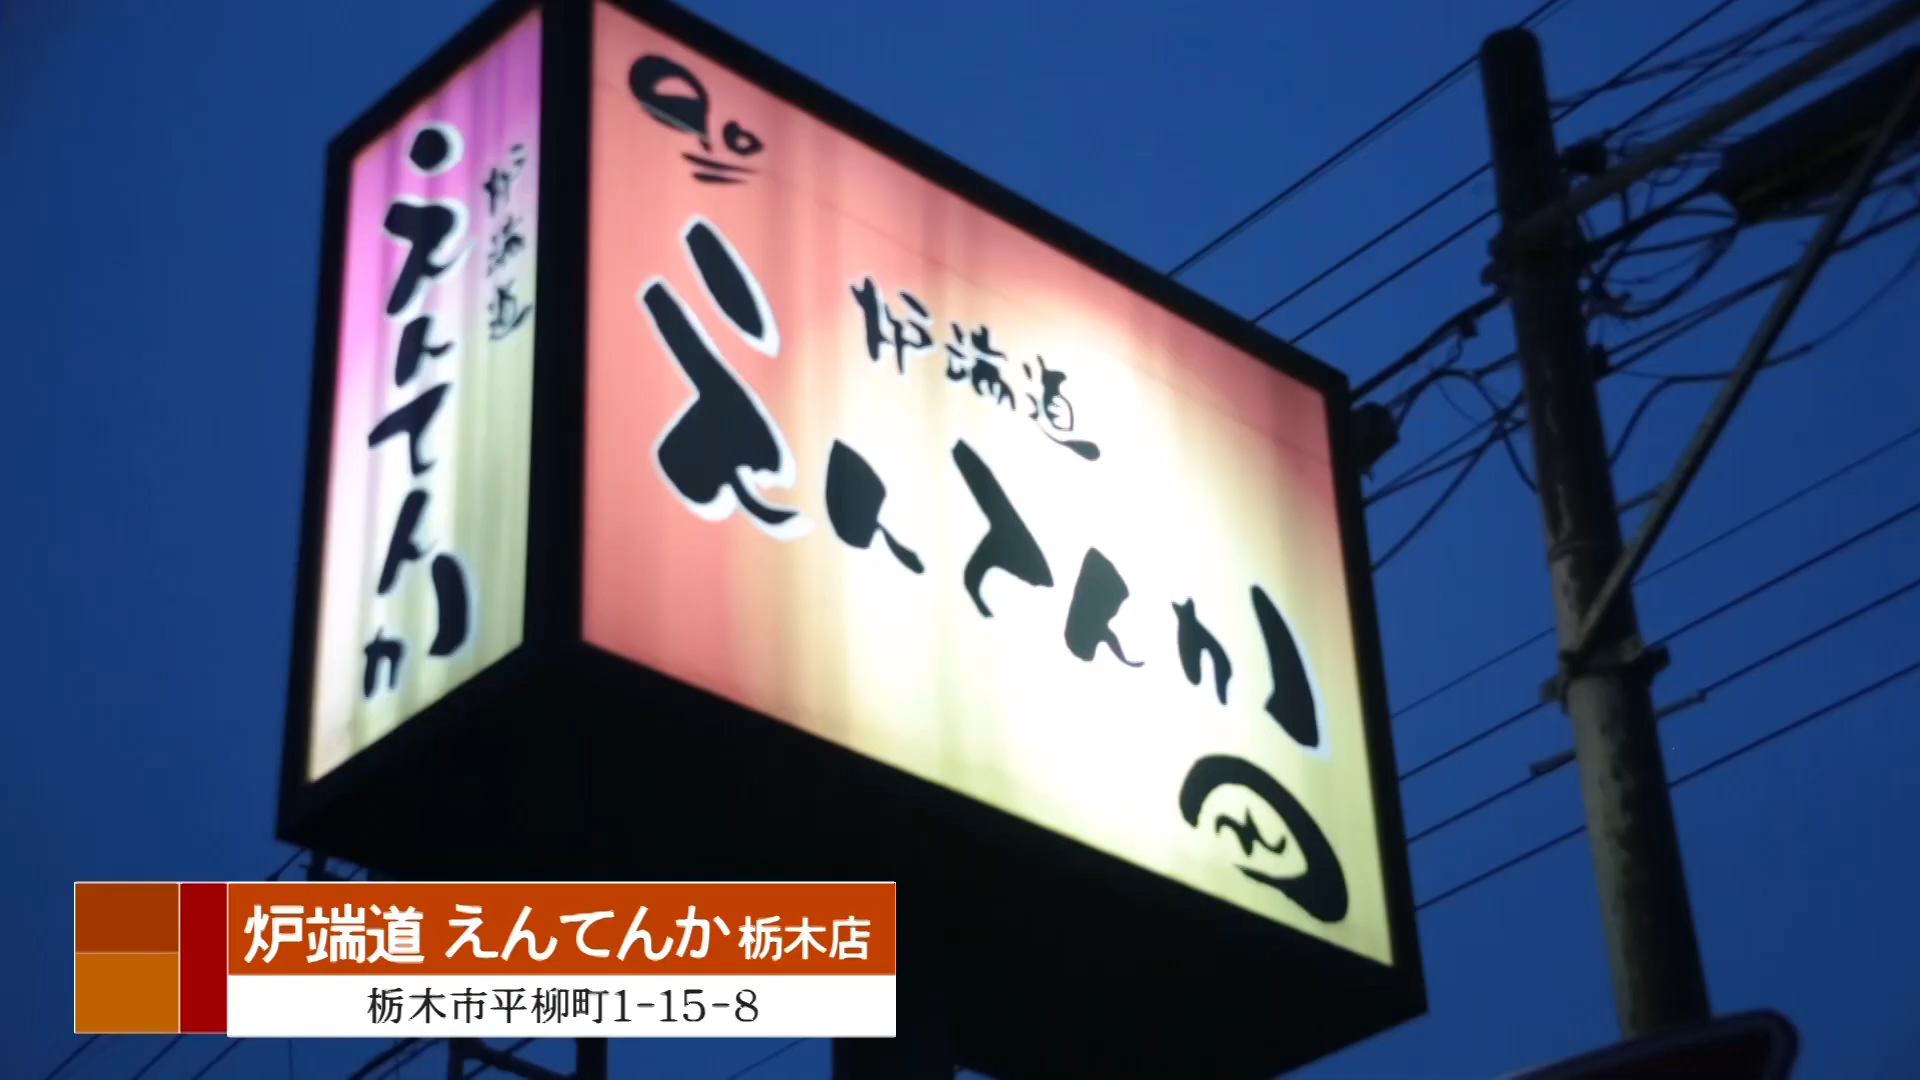 炉端道
えんてんか
炉端道
えんてんか
え
炉端道 えんてんか 栃木店
栃木市平柳町1-15-8